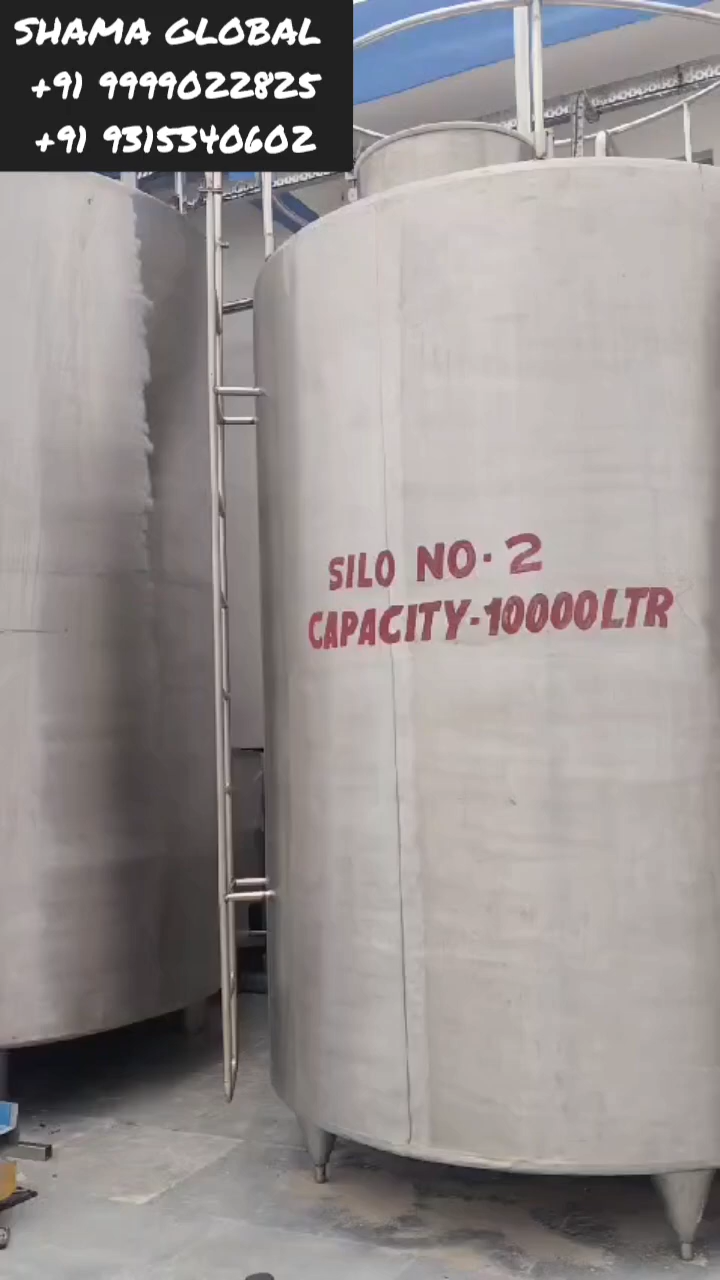 SHAMA GLOBAL
+91 9999022825
+91 9315340602
SILO NO. 2
CAPACITY-10000LTR